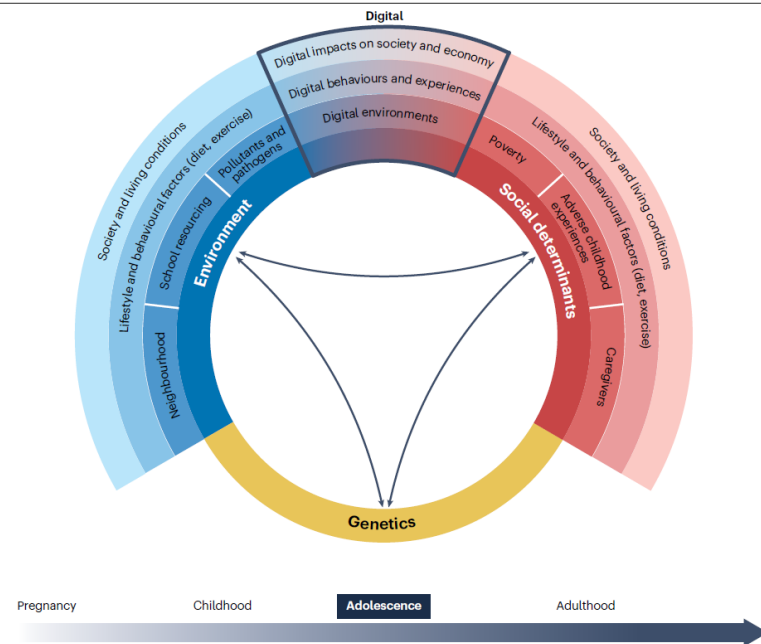 Digital
Digital impacts on society and economy
Digital behaviours and experiences
Digital environments
Society and living conditions
Lifestyle and behavioural factors (diet, exercise)
Pollutants and
pathogens
School resourcing
Neighbourhood
Environment
Poverty
Adverse childhood
experiences
Caregivers
Social determinants
Lifestyle and behavioural factors (diet, exercise)
Society and living conditions
Genetics
Pregnancy
Childhood
Adolescence
Adulthood